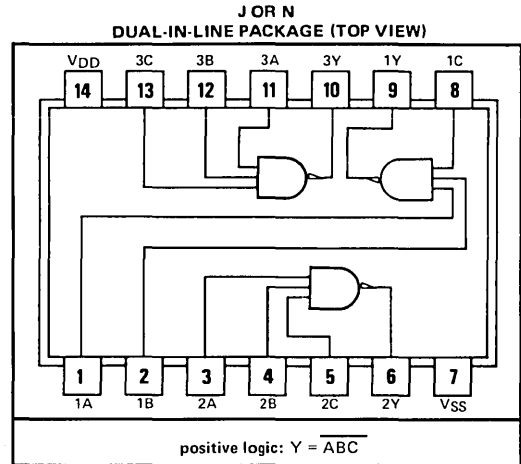 J OR N
DUAL-IN-LINE PACKAGE (TOP VIEW)
VDD 3C 3B 3A 3Y 1Y 1C
14 13 12 11 10 9 8
1 2 3 4 5 6 7
1A 1B 2A 2B 2C 2Y VSS
positive logic: Y = A̅B̅C̅